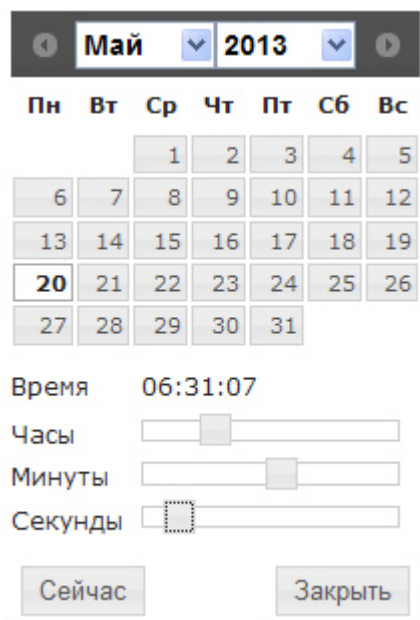 Май 2013
Пн Вт Ср Чт Пт Сб Вс
1 2 3 4 5
6 7 8 9 10 11 12
13 14 15 16 17 18 19
20 21 22 23 24 25 26
27 28 29 30 31
Время 06:31:07
Часы
Минуты
Секунды
Сейчас Закрыть